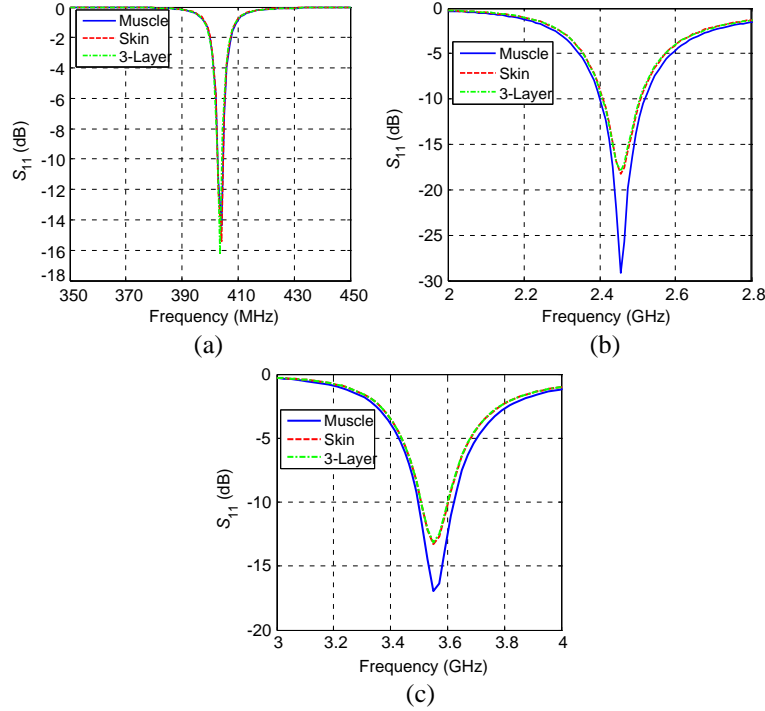 0
-2
-4
-6
-8
-10
-12
-14
-16
-18
S11 (dB)
Muscle
Skin
3-Layer
350 370 390 410 430 450
Frequency (MHz)
(a)
0
-5
-10
-15
-20
-25
-30
S11 (dB)
Muscle
Skin
3-Layer
2 2.2 2.4 2.6 2.8
Frequency (GHz)
(b)
0
-5
-10
-15
-20
S11 (dB)
Muscle
Skin
3-Layer
3 3.2 3.4 3.6 3.8 4
Frequency (GHz)
(c)